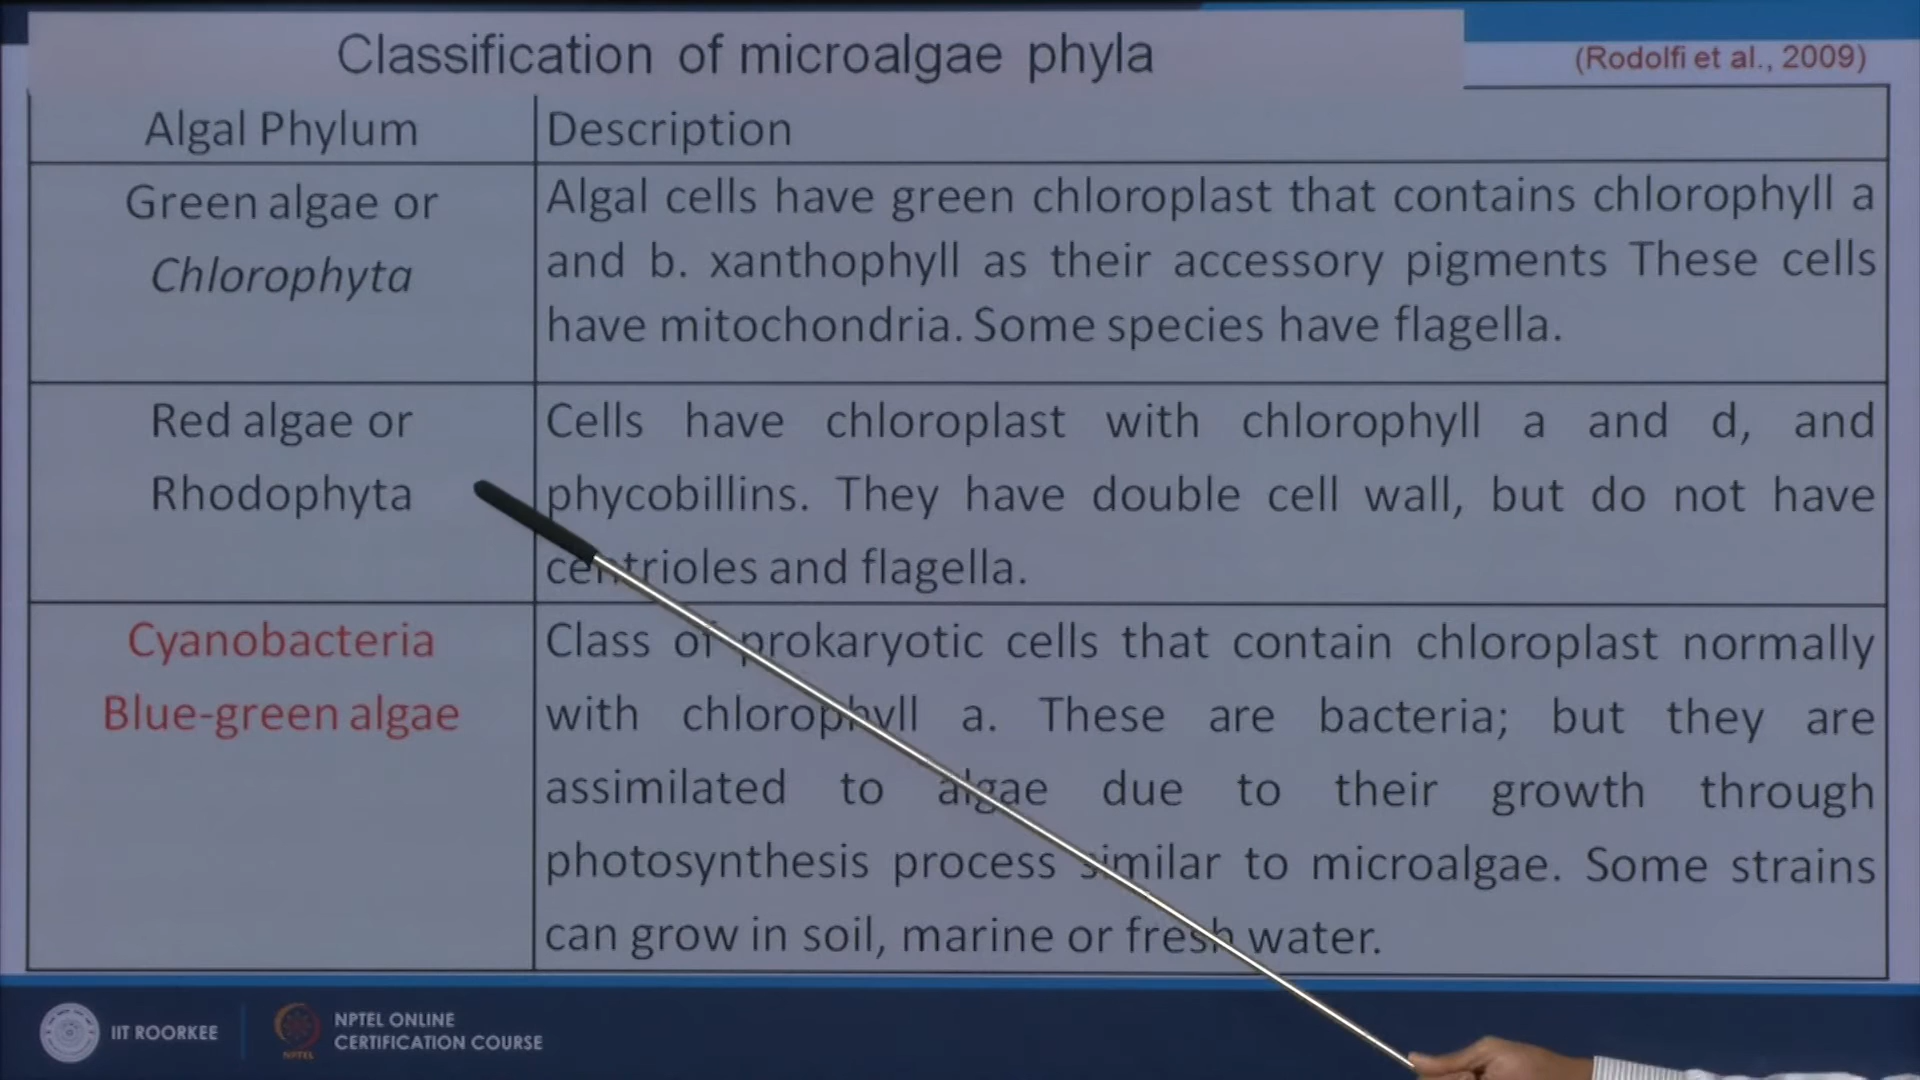 Classification of microalgae phyla
(Rodolfi et al., 2009)
Algal Phylum
Description
Green algae or
Chlorophyta
Algal cells have green chloroplast that contains chlorophyll a
and b. xanthophyll as their accessory pigments These cells
have mitochondria. Some species have flagella.
Red algae or
Rhodophyta
Cells have chloroplast with chlorophyll a and d, and
phycobillins. They have double cell wall, but do not have
centrioles and flagella.
Cyanobacteria
Blue-green algae
Class of prokaryotic cells that contain chloroplast normally
with chlorophyll a. These are bacteria; but they are
assimilated to algae due to their growth through
photosynthesis process similar to microalgae. Some strains
can grow in soil, marine or fresh water.
IIT ROORKEE
NPTEL
NPTEL ONLINE
CERTIFICATION COURSE